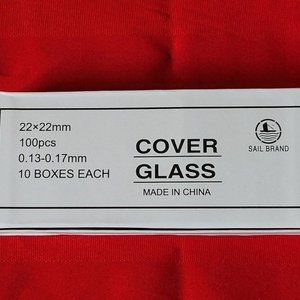 22×22mm
100pcs
0.13-0.17mm
10 BOXES EACH
COVER
GLASS
MADE IN CHINA
SAIL BRAND